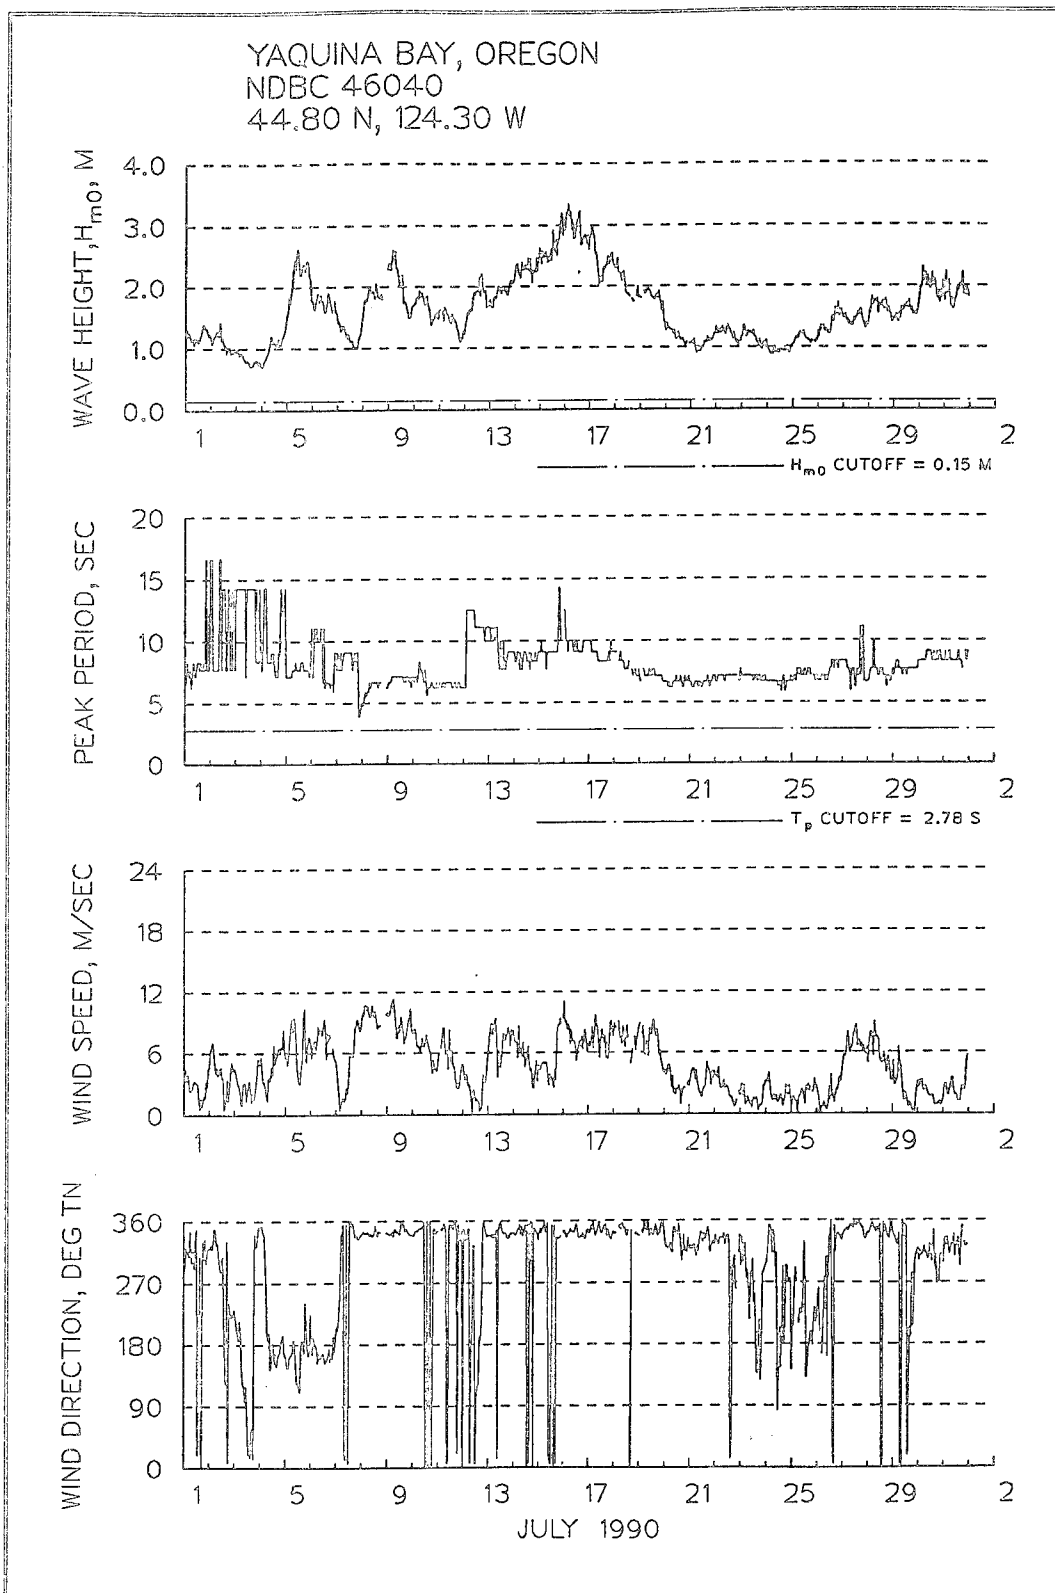 YAQUINA BAY, OREGON
NDBC 46040
44.80 N, 124.30 W
WAVE HEIGHT, Hm0, M
4.0
3.0
2.0
1.0
0.0
1 5 9 13 17 21 25 29 2
Hm0 CUTOFF = 0.15 M
PEAK PERIOD, SEC
20
15
10
5
0
1 5 9 13 17 21 25 29 2
Tp CUTOFF = 2.78 S
WIND SPEED, M/SEC
24
18
12
6
0
1 5 9 13 17 21 25 29 2
WIND DIRECTION, DEG TN
360
270
180
90
0
1 5 9 13 17 21 25 29 2
JULY 1990